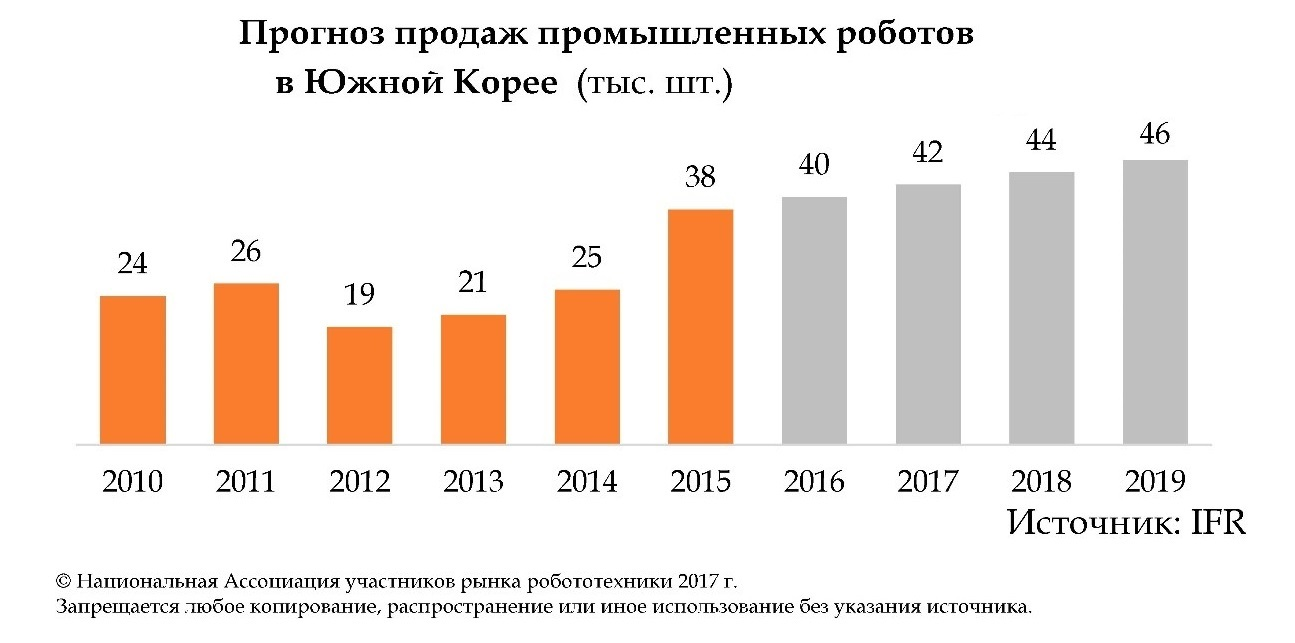 Прогноз продаж промышленных роботов
в Южной Корее (тыс. шт.)
24 26 19 21 25 38 40 42 44 46
2010 2011 2012 2013 2014 2015 2016 2017 2018 2019
Источник: IFR
© Национальная Ассоциация участников рынка робототехники 2017 г.
Запрещается любое копирование, распространение или иное использование без указания источника.